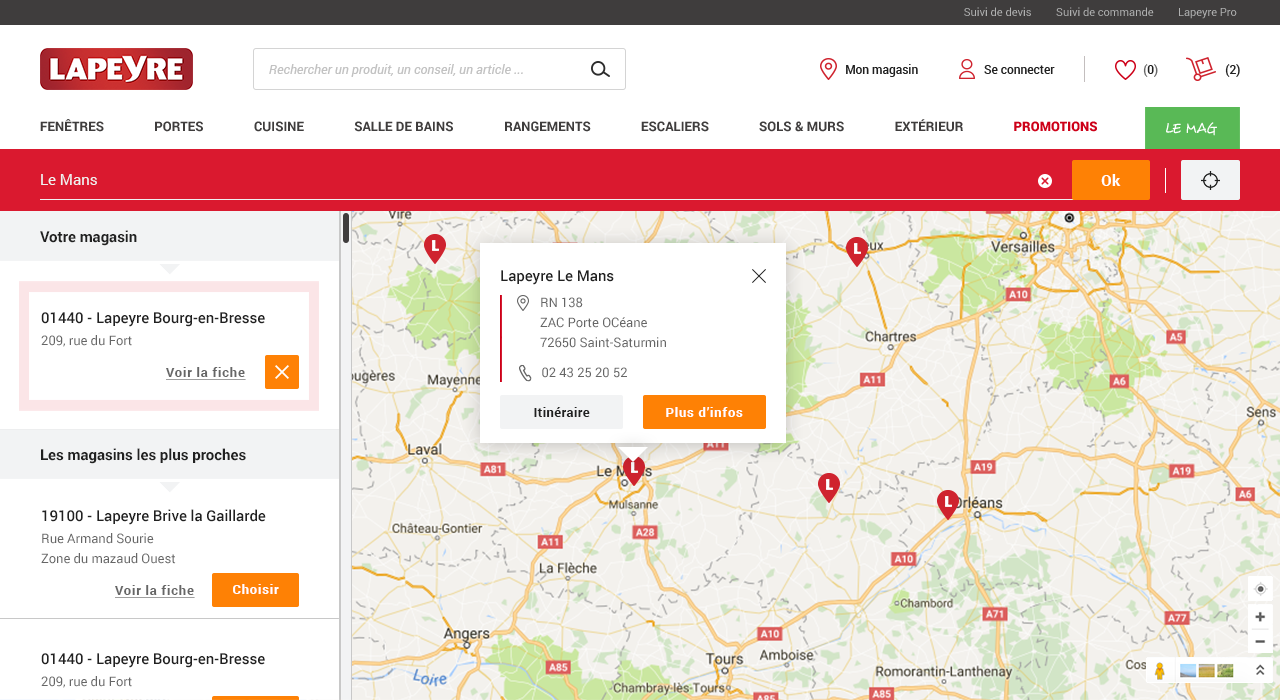 Suivi de devis Suivi de commande Lapeyre Pro
LAPEYRE
Rechercher un produit, un conseil, un article ...
Mon magasin
Se connecter
(0)
(2)
FENÊTRES PORTES CUISINE SALLE DE BAINS RANGEMENTS ESCALIERS SOLS & MURS EXTÉRIEUR PROMOTIONS LE MAG
Le Mans
Ok
Votre magasin
01440 - Lapeyre Bourg-en-Bresse
209, rue du Fort
Voir la fiche
Les magasins les plus proches
19100 - Lapeyre Brive la Gaillarde
Rue Armand Sourie
Zone du mazaud Ouest
Voir la fiche
Choisir
01440 - Lapeyre Bourg-en-Bresse
209, rue du Fort
Lapeyre Le Mans
RN 138
ZAC Porte OCéane
72650 Saint-Saturmin
02 43 25 20 52
Itinéraire
Plus d'infos
Vire
L
L
eux
Versailles
A10
Chartres
A5
ougères
Mayenne
A11
A6
Sens
Laval
A11
A81
Le Mans
L
A19
A19
L
L
Orléans
A6
Mulsanne
Château-Gontier
A28
A11
A10
La Flèche
Chambord
A71
A77
Angers
A10
Tours
Amboise
A85
Cos
Romorantin-Lanthenay
Loire
Chambray-lès-Tours
A85
A85